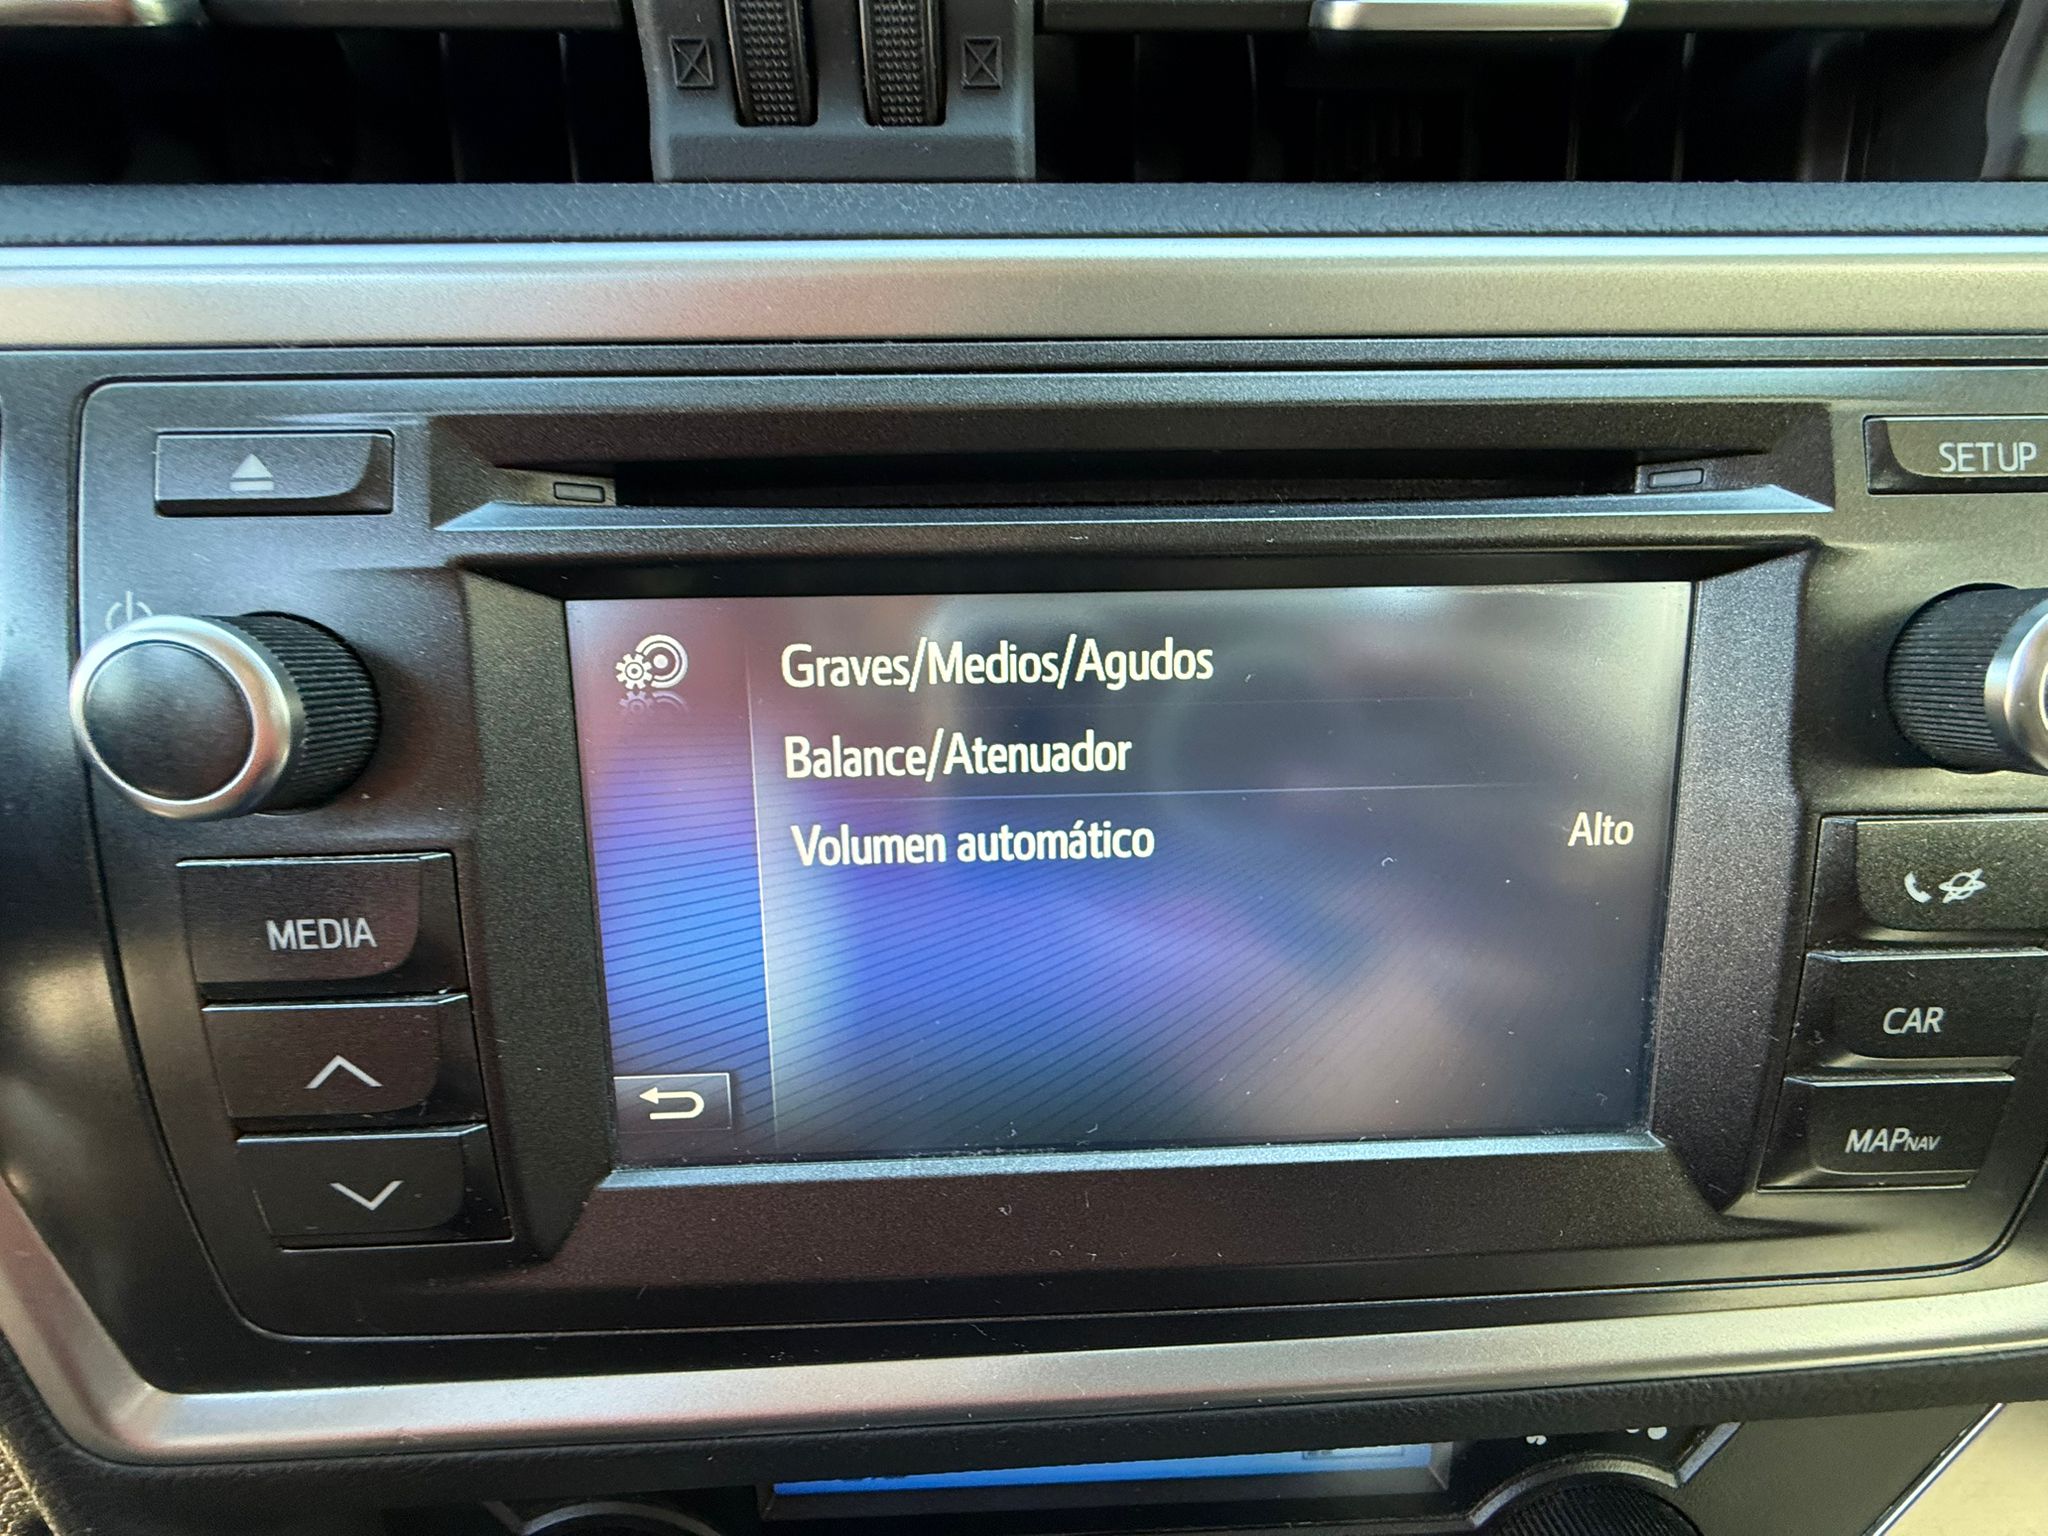 SETUP
Graves/Medios/Agudos
Balance/Atenuador
Volumen automático Alto
MEDIA
CAR
MAPNAV